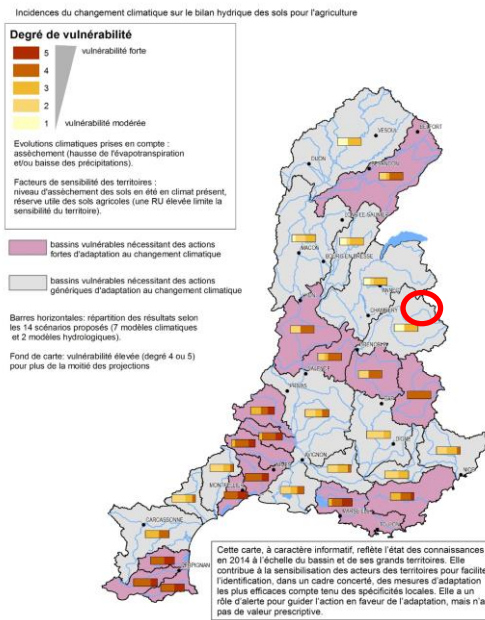 Incidences du changement climatique sur le bilan hydrique des sols pour l'agriculture
Degré de vulnérabilité
5
vulnérabilité forte
4
3
2
1
vulnérabilité modérée
Evolutions climatiques prises en compte :
assèchement (hausse de l'évapotranspiration
et/ou baisse des précipitations).
Facteurs de sensibilité des territoires :
niveau d'assèchement des sols en été en climat présent,
réserve utile des sols agricoles (une RU élevée limite la
sensibilité du territoire).
bassins vulnérables nécessitant des actions
fortes d'adaptation au changement climatique
bassins vulnérables nécessitant des actions
génériques d'adaptation au changement climatique
Barres horizontales: répartition des résultats selon
les 14 scénarios proposés (7 modèles climatiques
et 2 modèles hydrologiques).
Fond de carte: vulnérabilité élevée (degré 4 ou 5)
pour plus de la moitié des projections
BELFORT
VESOUL
DIJON
BESANCON
MACON
BOURG-EN-BRESSE
CHAMBERY
VALENCE
PRIVAS
AVIGNON
DIGNE
NICE
CARCASSONNE
Cette carte, à caractère informatif, reflète l'état des connaissances
en 2014 à l'échelle du bassin et de ses grands territoires. Elle
contribue à la sensibilisation des acteurs des territoires pour facilite
l'identification, dans un cadre concerté, des mesures d'adaptation
les plus efficaces compte tenu des spécificités locales. Elle a un
rôle d'alerte pour guider l'action en faveur de l'adaptation, mais n'a
pas de valeur prescriptive.